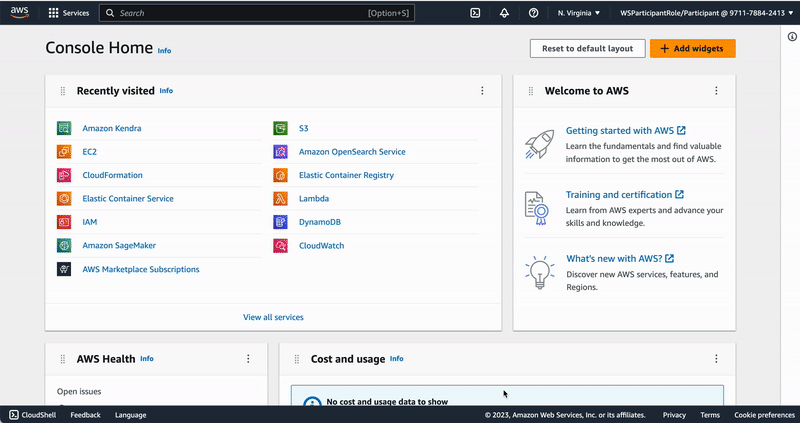 aws Services Search [Option+S] N. Virginia WSParticipantRole/Participant @ 9711-7884-2413
Console Home Info
Reset to default layout
Add widgets
Recently visited Info
Amazon Kendra
EC2
CloudFormation
Elastic Container Service
IAM
Amazon SageMaker
AWS Marketplace Subscriptions
S3
Amazon OpenSearch Service
Elastic Container Registry
Lambda
DynamoDB
CloudWatch
View all services
Welcome to AWS
Getting started with AWS
Learn the fundamentals and find valuable
information to get the most out of AWS.
Training and certification
Learn from AWS experts and advance your
skills and knowledge.
What's new with AWS?
Discover new AWS services, features, and
Regions.
AWS Health Info
Open issues
Cost and usage Info
No cost and usage data to show
CloudShell Feedback Language © 2023, Amazon Web Services, Inc. or its affiliates. Privacy Terms Cookie preferences